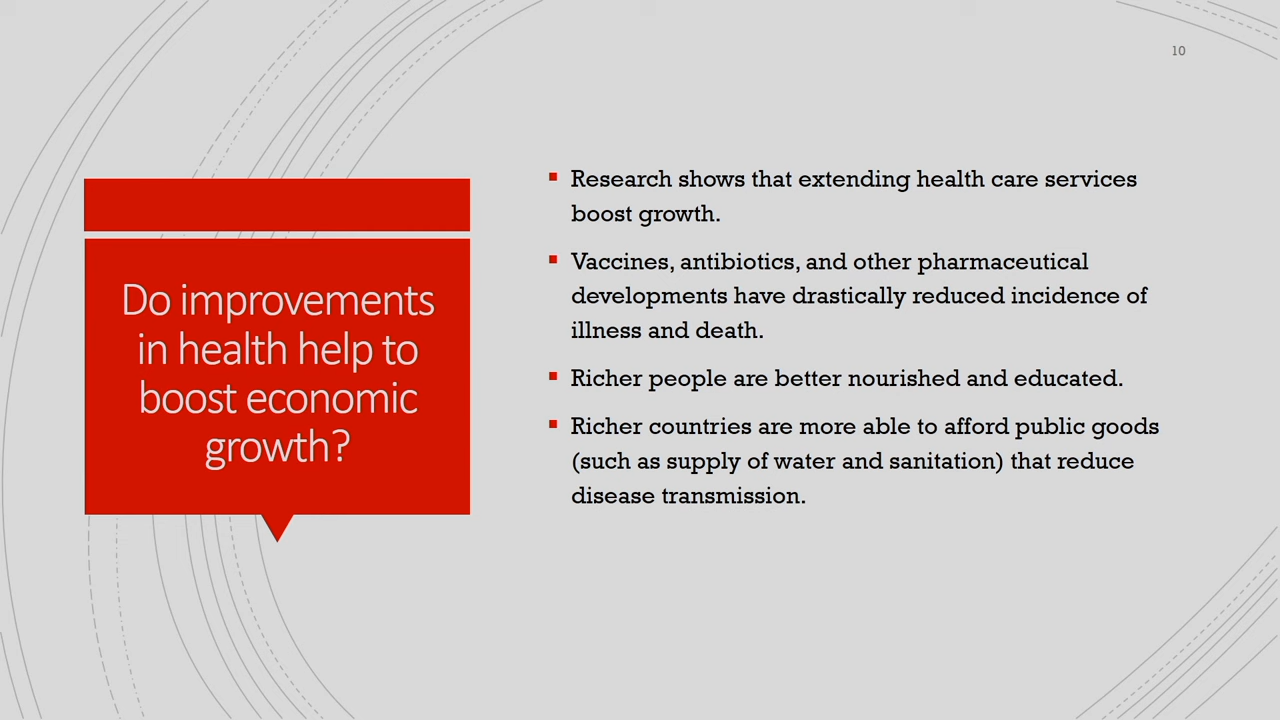 10
Do improvements
in health help to
boost economic
growth?
Research shows that extending health care services
boost growth.
Vaccines, antibiotics, and other pharmaceutical
developments have drastically reduced incidence of
illness and death.
Richer people are better nourished and educated.
Richer countries are more able to afford public goods
(such as supply of water and sanitation) that reduce
disease transmission.